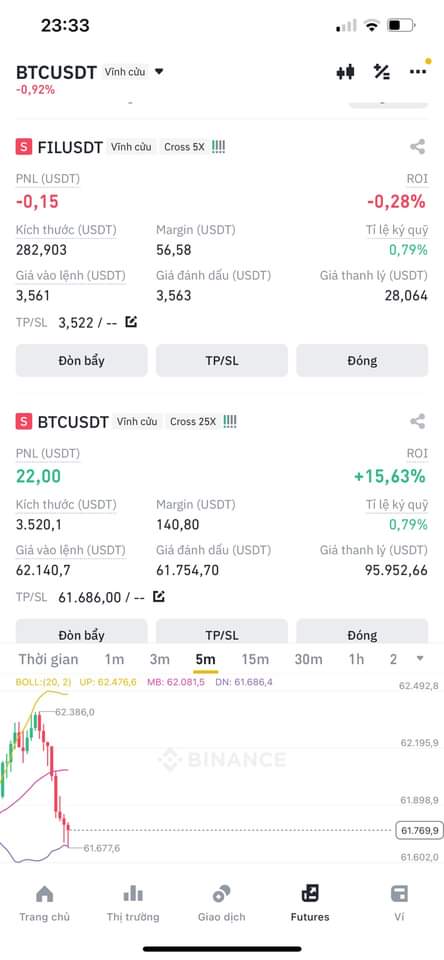 23:33
BTCUSDT Vĩnh cửu
-0,92%
S FILUSDT Vĩnh cửu Cross 5X !!!!
PNL (USDT) ROI
-0,15 -0,28%
Kích thước (USDT) Margin (USDT) Tỉ lệ ký quỹ
282,903 56,58 0,79%
Giá vào lệnh (USDT) Giá đánh dấu (USDT) Giá thanh lý (USDT)
3,561 3,563 28,064
TP/SL 3,522 / --
Đòn bẩy TP/SL Đóng
S BTCUSDT Vĩnh cửu Cross 25X !!!!
PNL (USDT) ROI
22,00 +15,63%
Kích thước (USDT) Margin (USDT) Tỉ lệ ký quỹ
3.520,1 140,80 0,79%
Giá vào lệnh (USDT) Giá đánh dấu (USDT) Giá thanh lý (USDT)
62.140,7 61.754,70 95.952,66
TP/SL 61.686,00 / --
Đòn bẩy TP/SL Đóng
Thời gian 1m 3m 5m 15m 30m 1h 2
BOLL:(20, 2) UP: 62.476,6 MB: 62.081,5 DN: 61.686,4
62.492,8
62.386,0
62.195,9
BINANCE
61.898,9
61.769,9
61.677,6
61.602,0
Trang chủ Thị trường Giao dịch Futures Ví